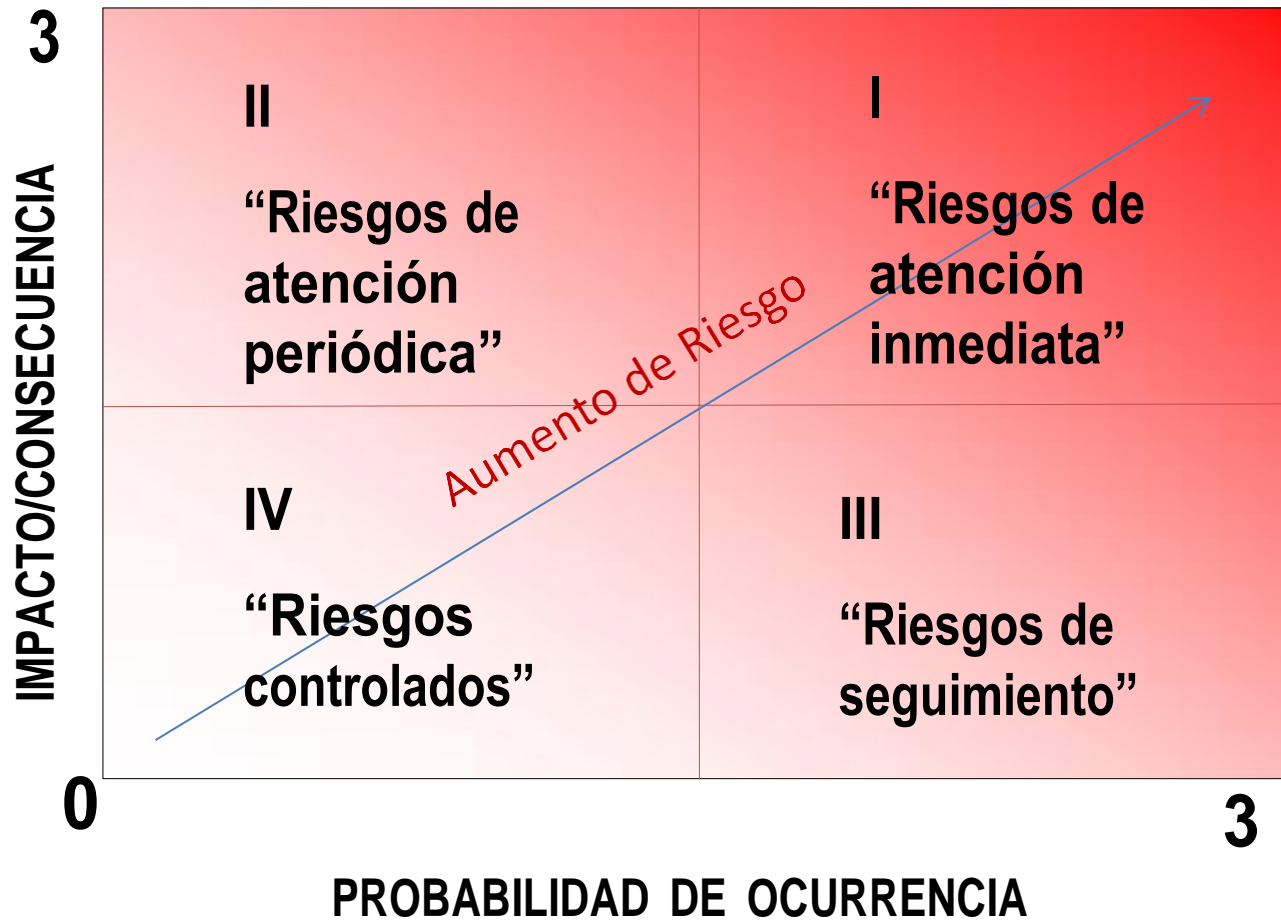 3
IMPACTO/CONSECUENCIA
II
“Riesgos de
atención
periódica”
I
“Riesgos de
atención
inmediata”
Aumento de Riesgo
IV
“Riesgos
controlados”
III
“Riesgos de
seguimiento”
0
3
PROBABILIDAD DE OCURRENCIA